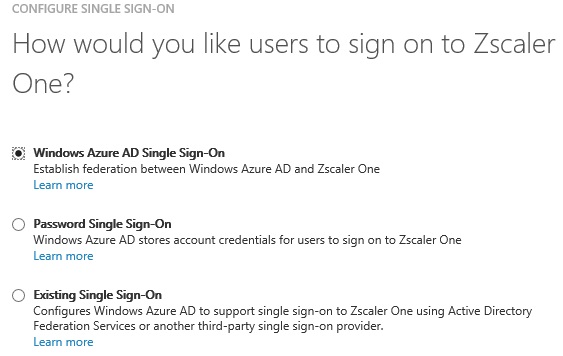 CONFIGURE SINGLE SIGN-ON
How would you like users to sign on to Zscaler
One?
Windows Azure AD Single Sign-On
Establish federation between Windows Azure AD and Zscaler One
Learn more
Password Single Sign-On
Windows Azure AD stores account credentials for users to sign on to Zscaler One
Learn more
Existing Single Sign-On
Configures Windows Azure AD to support single sign-on to Zscaler One using Active Directory
Federation Services or another third-party single sign-on provider.
Learn more